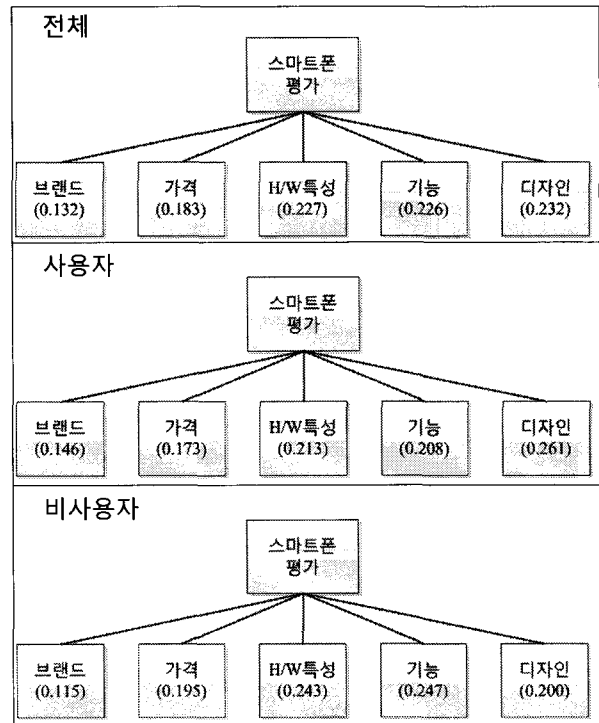 전체
스마트폰
평가
브랜드 가격 H/W특성 기능 디자인
(0.132) (0.183) (0.227) (0.226) (0.232)
사용자
스마트폰
평가
브랜드 가격 H/W특성 기능 디자인
(0.146) (0.173) (0.213) (0.208) (0.261)
비사용자
스마트폰
평가
브랜드 가격 H/W특성 기능 디자인
(0.115) (0.195) (0.243) (0.247) (0.200)